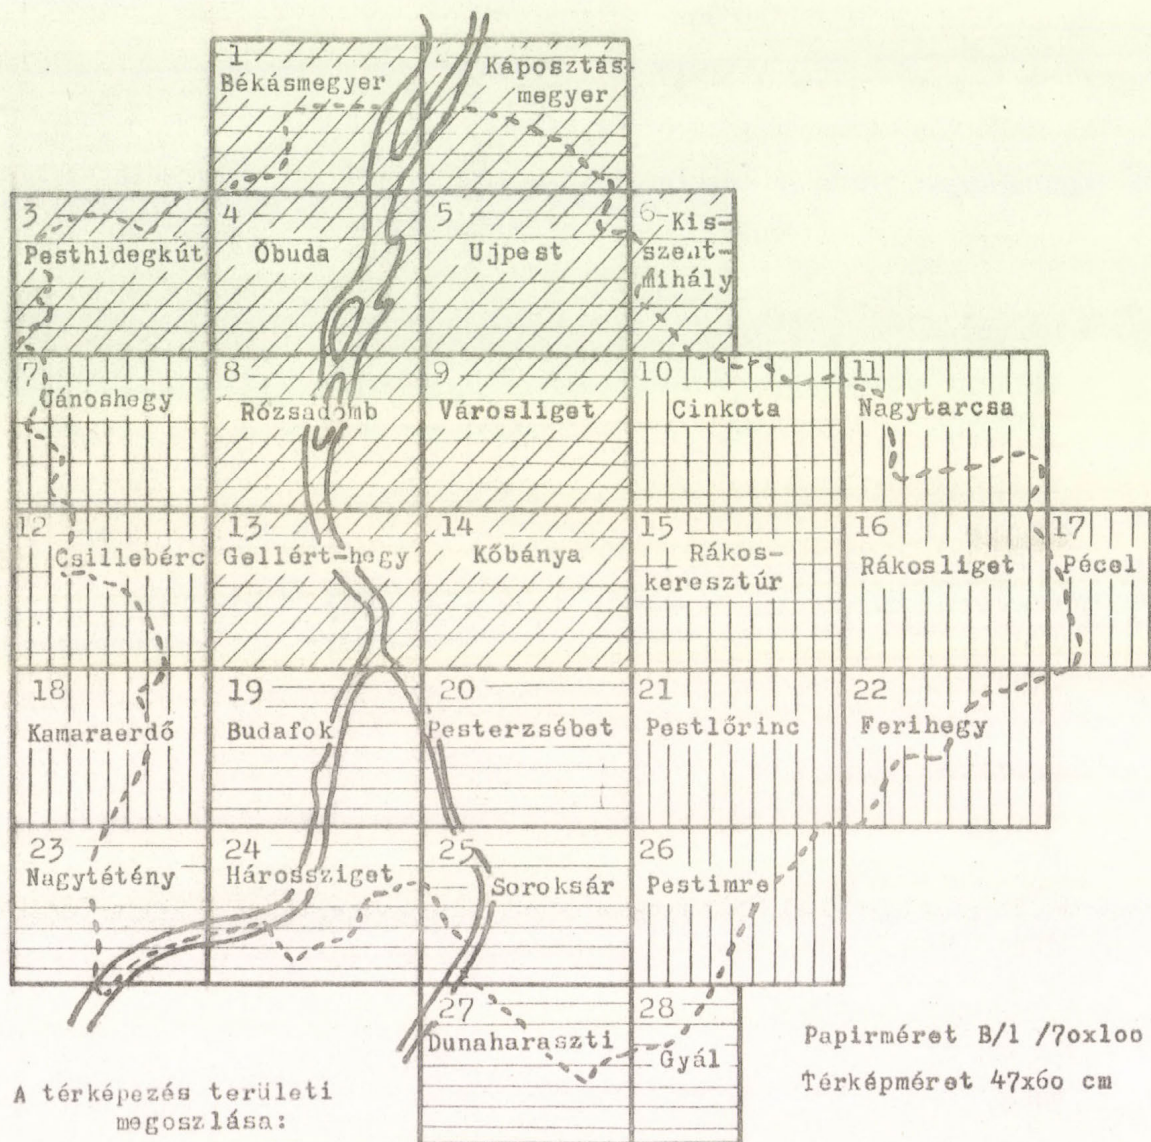 1
Békásmegyer
Káposztás-
megyer
3
Pesthidegkút
4
Óbuda
5
Ujpest
6
Kis-
szent-
Mihály
7
Jánoshegy
8
Rózsadomb
9
Városliget
10
Cinkota
11
Nagytarcsa
12
Csillebérc
13
Gellért-hegy
14
Kőbánya
15
Rákos-
keresztúr
16
Rákosliget
17
Pécel
18
Kamaraerdő
19
Budafok
20
Pesterzsébet
21
Pestlőrinc
22
Ferihegy
23
Nagytétény
24
Hárossziget
25
Soroksár
26
Pestimre
27
Dunaharaszti
28
Gyál
Papirméret B/1 /70x100
Térképméret 47x60 cm
A térképezés területi
megoszlása: